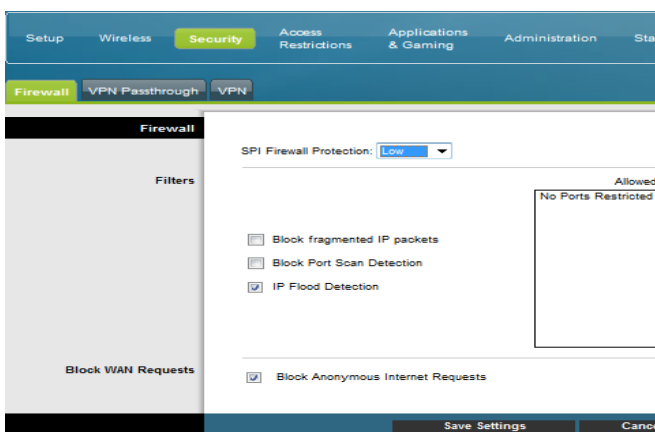 Setup Wireless Security Access Restrictions Applications & Gaming Administration Sta
Firewall VPN Passthrough VPN
Firewall
SPI Firewall Protection: Low
Filters
Allowed
No Ports Restricted
Block fragmented IP packets
Block Port Scan Detection
IP Flood Detection
Block WAN Requests
Block Anonymous Internet Requests
Save Settings Cance